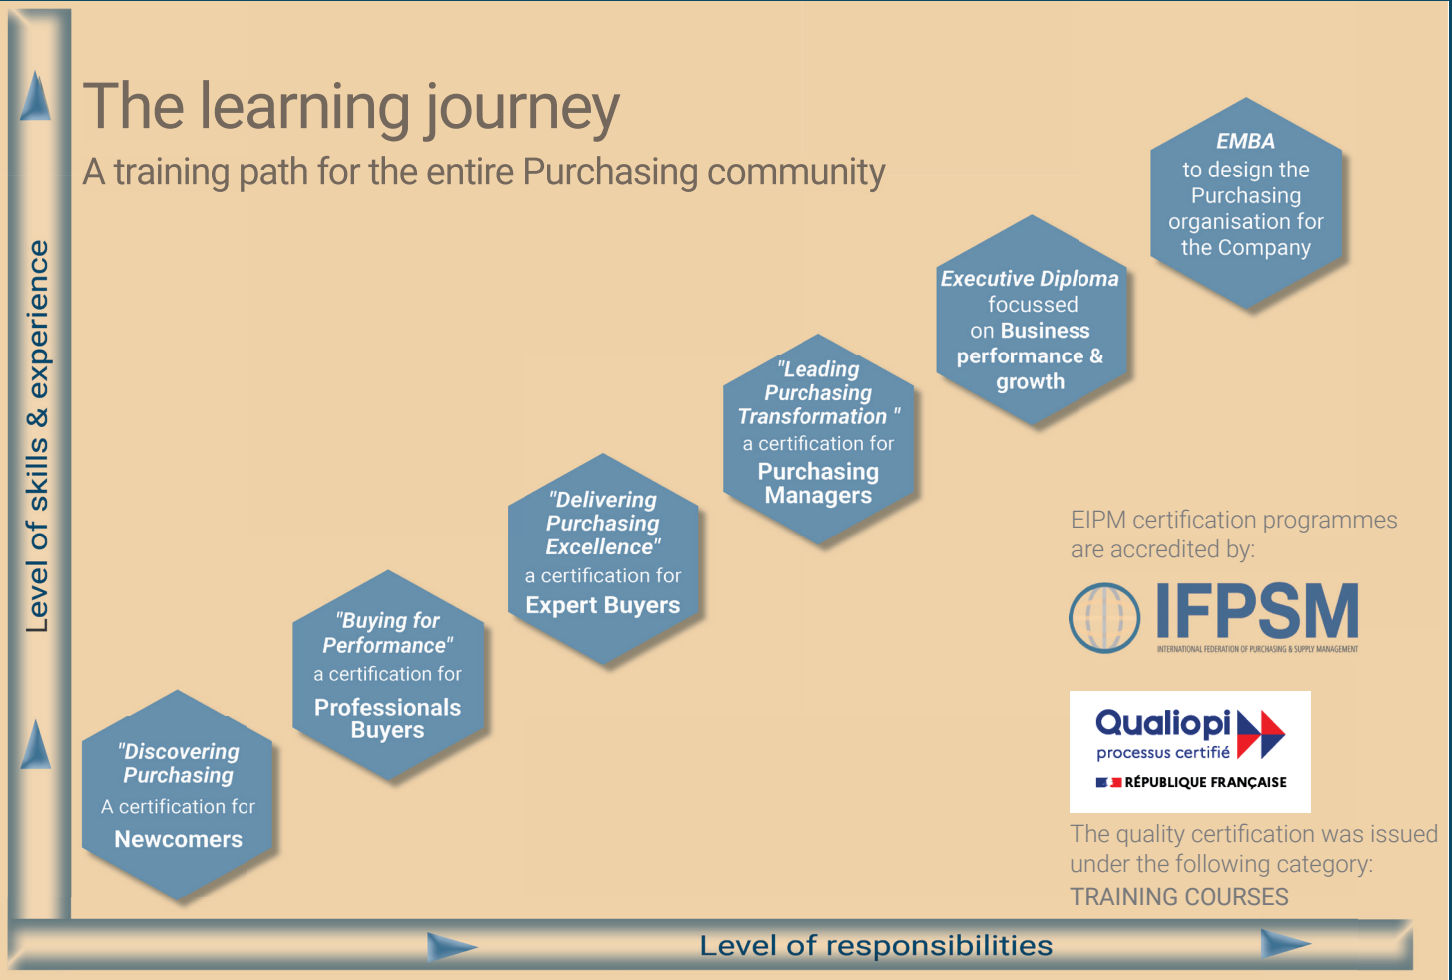 The learning journey
A training path for the entire Purchasing community
Level of skills & experience
EMBA
to design the
Purchasing
organisation for
the Company
Executive Diploma
focussed
on Business
performance &
growth
"Leading
Purchasing
Transformation "
a certification for
Purchasing
Managers
"Delivering
Purchasing
Excellence"
a certification for
Expert Buyers
"Buying for
Performance"
a certification for
Professionals
Buyers
"Discovering
Purchasing
A certification for
Newcomers
EIPM certification programmes
are accredited by:
IFPSM
INTERNATIONAL FEDERATION OF PURCHASING & SUPPLY MANAGEMENT
Qualiopi
processus certifié
RÉPUBLIQUE FRANÇAISE
The quality certification was issued
under the following category:
TRAINING COURSES
Level of responsibilities